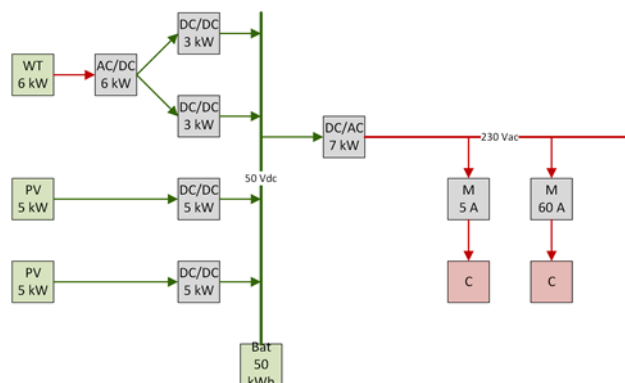 DC/DC
3 kW
WT
6 kW
AC/DC
6 kW
DC/DC
3 kW
DC/AC
7 kW
230 Vac
50 Vdc
PV
5 kW
DC/DC
5 kW
M
5 A
M
60 A
PV
5 kW
DC/DC
5 kW
C
C
Bat
50
kWh